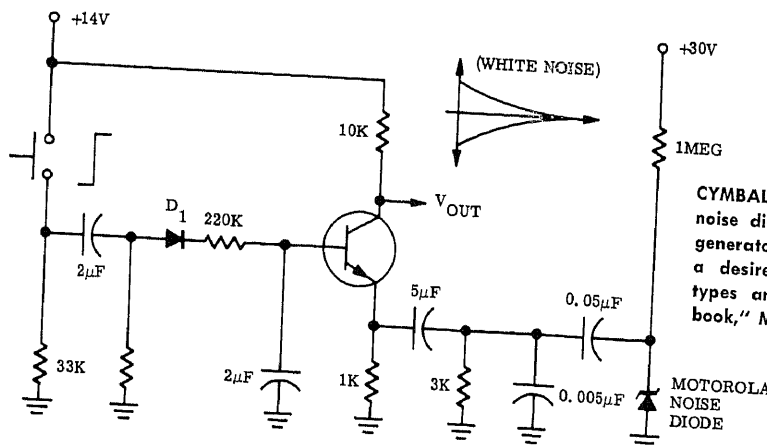 +14V
(WHITE NOISE)
+30V
10K
1MEG
V OUT
D1
220K
2µF
CYMBAL
noise di
generato
a desire
types ar
book," M
5µF
0.05µF
33K
2µF
1K
3K
0.005µF
MOTOROLA
NOISE
DIODE